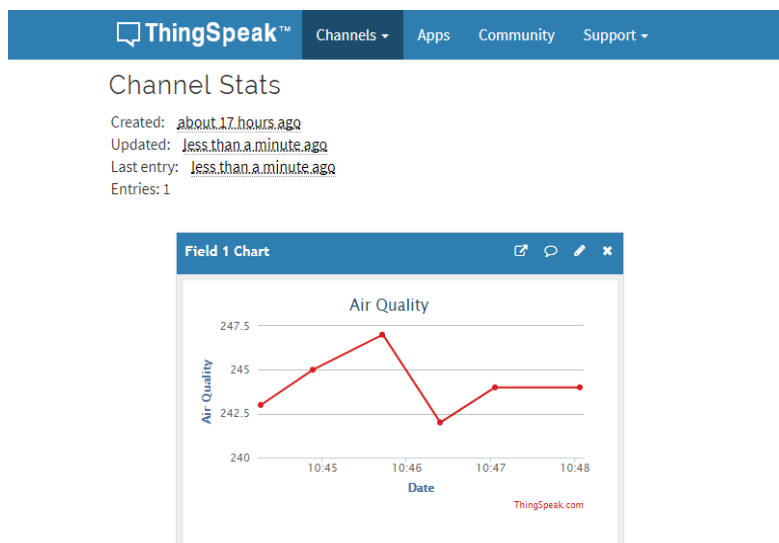 ThingSpeak™ Channels Apps Community Support
Channel Stats
Created: about 17 hours ago
Updated: less than a minute ago
Last entry: less than a minute ago
Entries: 1
Field 1 Chart
Air Quality
247.5
245
242.5
240
Air Quality
10:45 10:46 10:47 10:48
Date
ThingSpeak.com